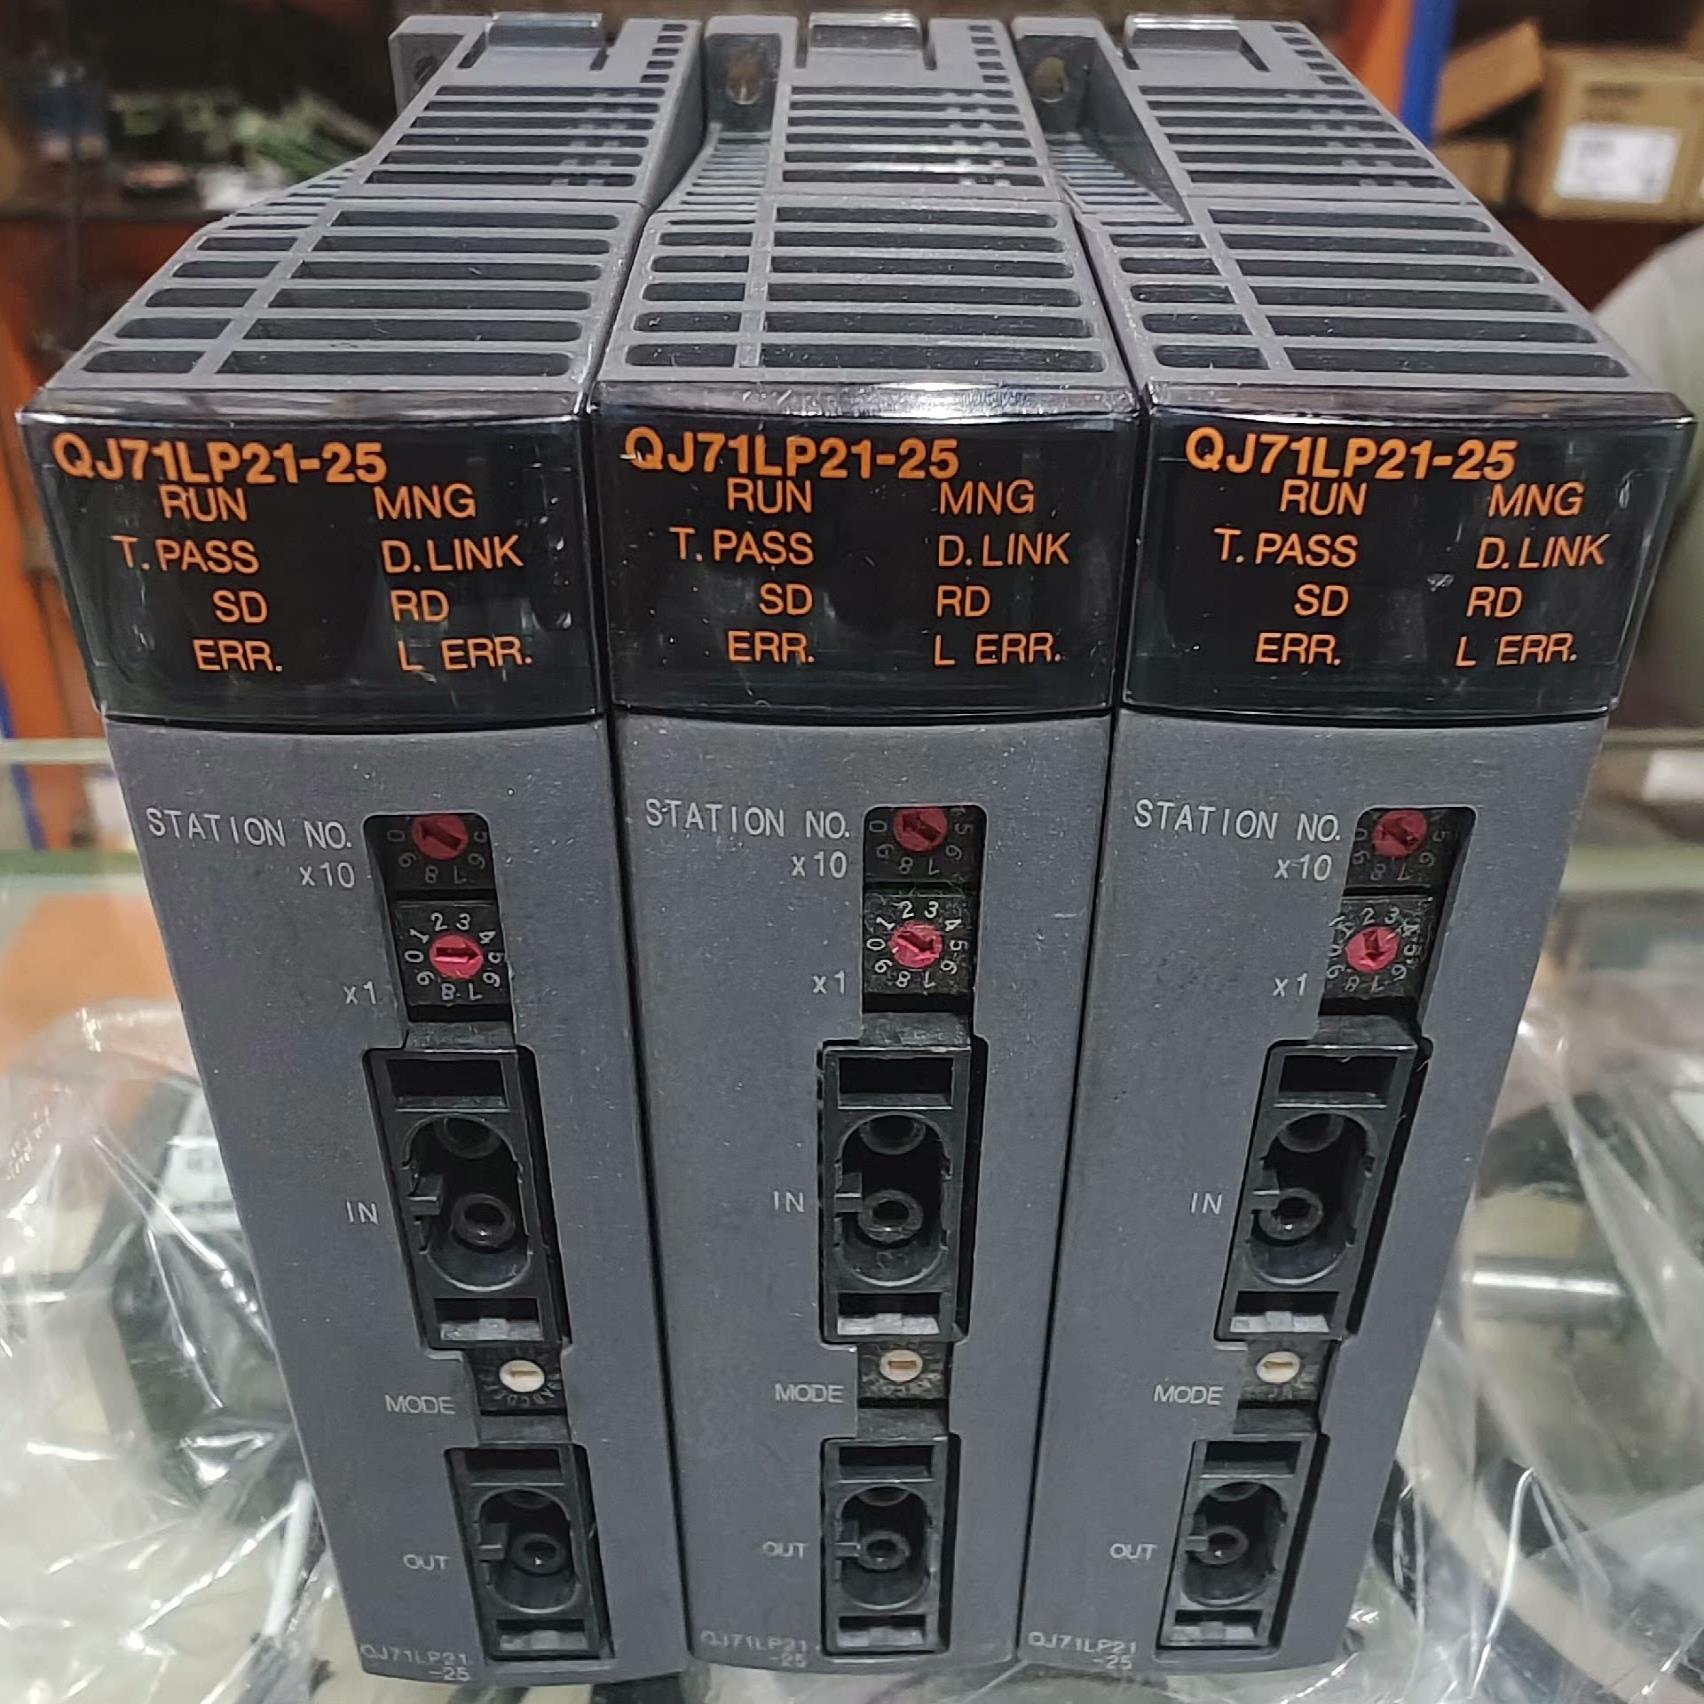 QJ71LP21-25
RUN MNG
T.PASS D.LINK
SD RD
ERR. L ERR.
STATION NO.
x10
x1
IN
MODE
OUT
QJ71LP21
-25
QJ71LP21-25
RUN MNG
T.PASS D.LINK
SD RD
ERR. L ERR.
STATION NO.
x10
x1
IN
MODE
OUT
QJ71LP21
-25
QJ71LP21-25
RUN MNG
T.PASS D.LINK
SD RD
ERR. L ERR.
STATION NO.
x10
x1
IN
MODE
OUT
QJ71LP21
-25